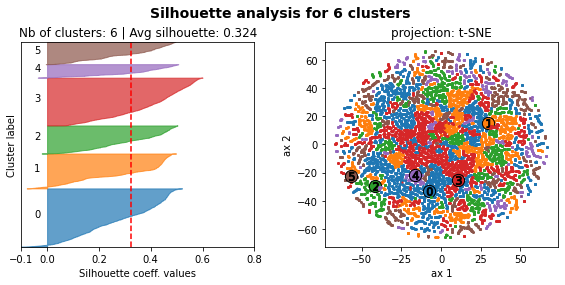 Silhouette analysis for 6 clusters
Nb of clusters: 6 | Avg silhouette: 0.324
5
4
3
2
1
0
Cluster label
−0.1 0.0 0.2 0.4 0.6 0.8
Silhouette coeff. values
projection: t-SNE
60
40
20
0
−20
−40
−60
ax 2
1
5
2
4
0
3
−50 −25 0 25 50
ax 1